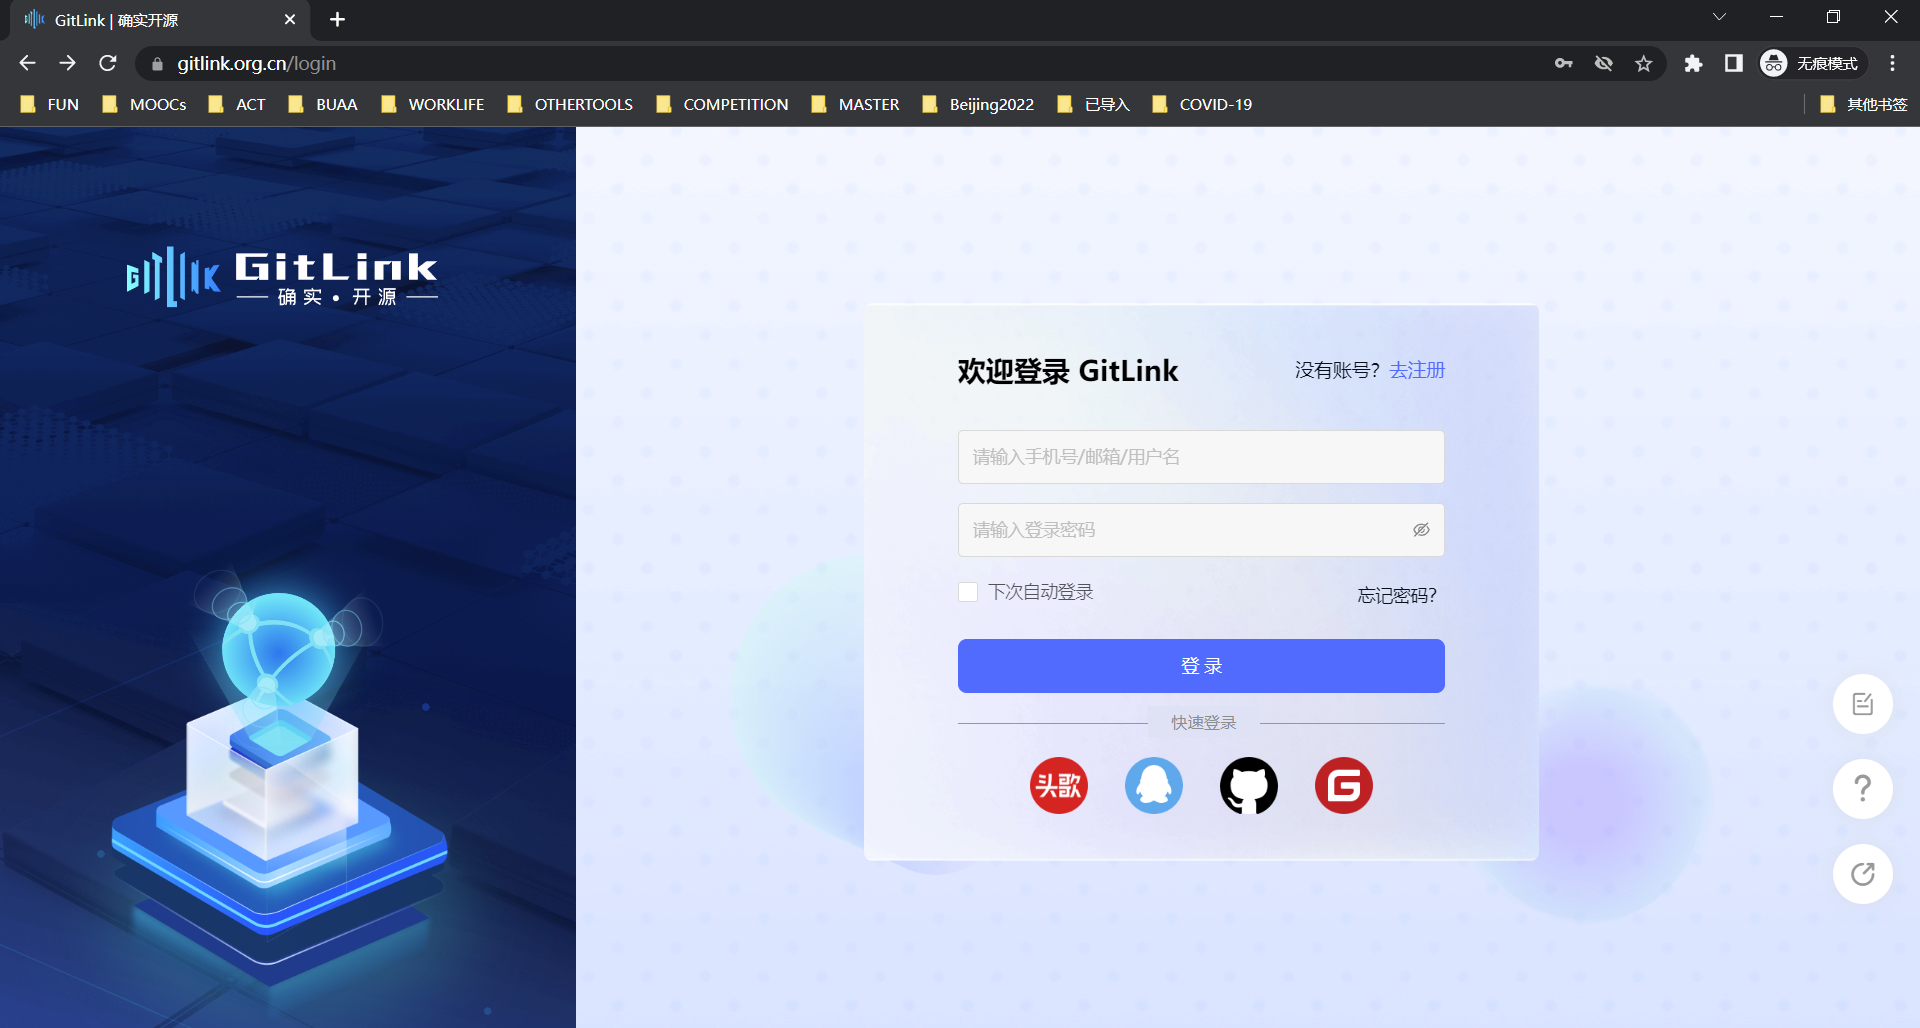 GitLink | 确实开源
gitlink.org.cn/login
无痕模式
FUN MOOCs ACT BUAA WORKLIFE OTHERTOOLS COMPETITION MASTER Beijing2022 已导入 COVID-19 其他书签
GITLINK GitLink
确实·开源
欢迎登录 GitLink 没有账号？去注册
请输入手机号/邮箱/用户名
请输入登录密码
下次自动登录 忘记密码？
登 录
快速登录
头歌